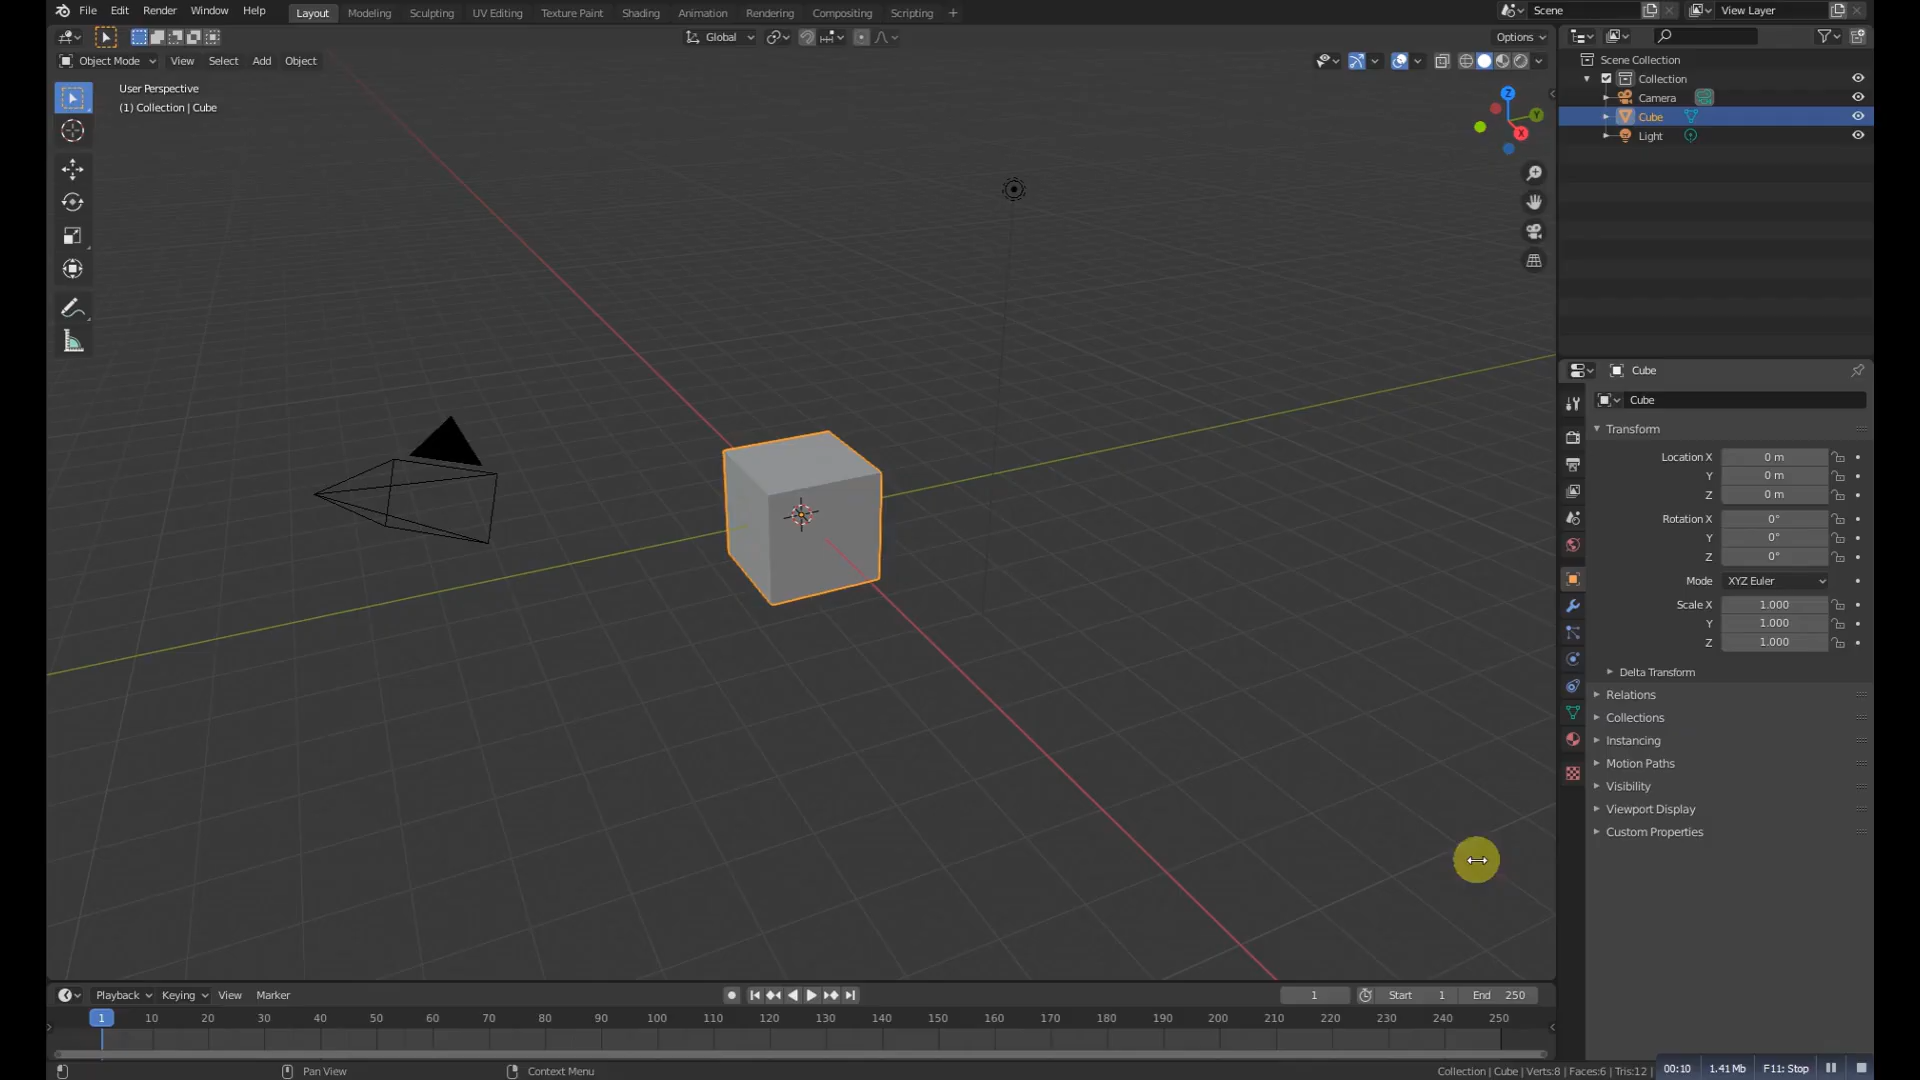 File Edit Render Window Help Layout Modeling Sculpting UV Editing Texture Paint Shading Animation Rendering Compositing Scripting + Scene View Layer
Global Options
Object Mode View Select Add Object
User Perspective
(1) Collection | Cube
Z
Y
X
Scene Collection
Collection
Camera
Cube
Light
Cube
Cube
Transform
Location X 0 m
Y 0 m
Z 0 m
Rotation X 0°
Y 0°
Z 0°
Mode XYZ Euler
Scale X 1.000
Y 1.000
Z 1.000
Delta Transform
Relations
Collections
Instancing
Motion Paths
Visibility
Viewport Display
Custom Properties
Playback Keying View Marker 1 Start 1 End 250
1 10 20 30 40 50 60 70 80 90 100 110 120 130 140 150 160 170 180 190 200 210 220 230 240 250
Pan View Context Menu Collection | Cube | Verts:8 | Faces:6 | Tris:12 |
00:10 1.41Mb F11: Stop